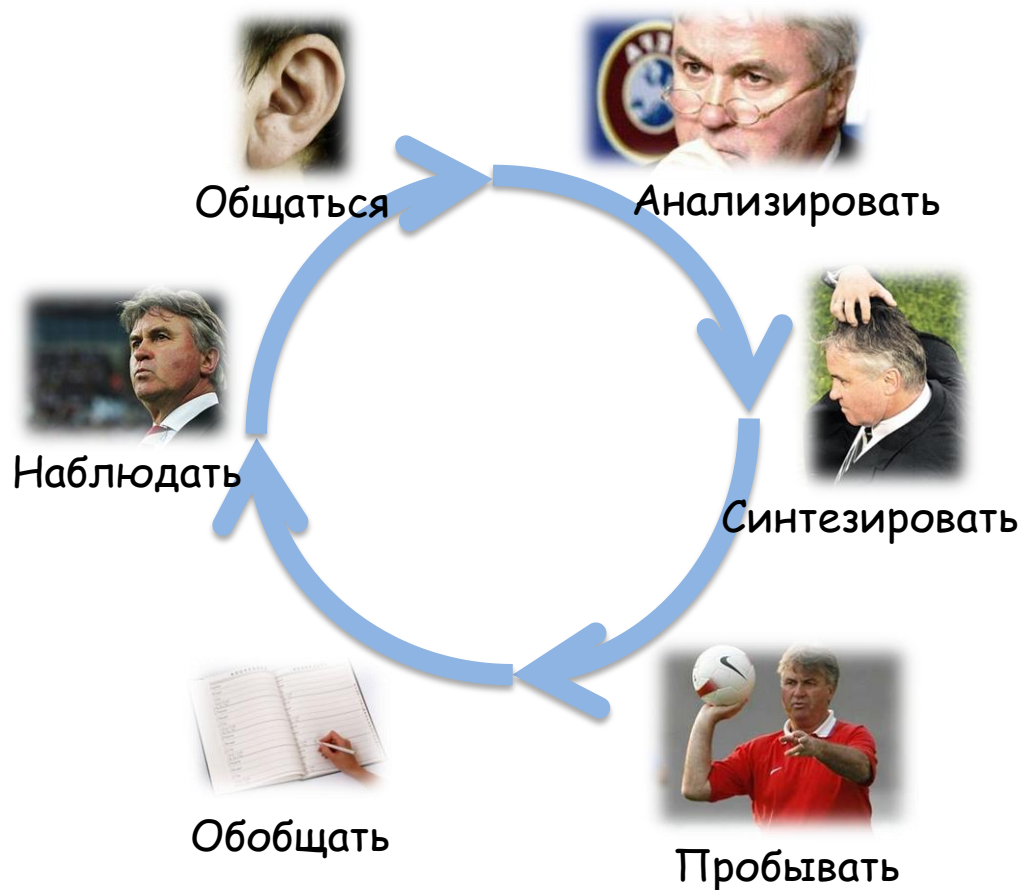 Общаться
Анализировать
Наблюдать
Синтезировать
Обобщать
Пробывать